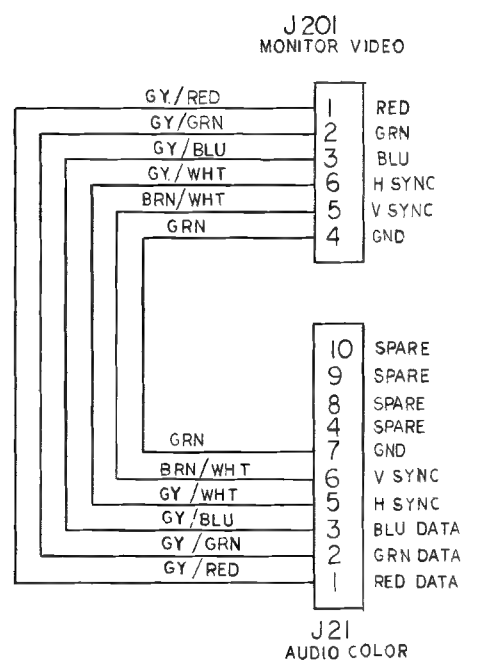 J201
MONITOR VIDEO
GY./RED 1 RED
GY/GRN 2 GRN
GY/BLU 3 BLU
GY./WHT 6 H SYNC
BRN/WHT 5 V SYNC
GRN 4 GND
10 SPARE
9 SPARE
8 SPARE
4 SPARE
GRN 7 GND
BRN/WHT 6 V SYNC
GY/WHT 5 H SYNC
GY/BLU 3 BLU DATA
GY/GRN 2 GRN DATA
GY/RED 1 RED DATA
J21
AUDIO COLOR